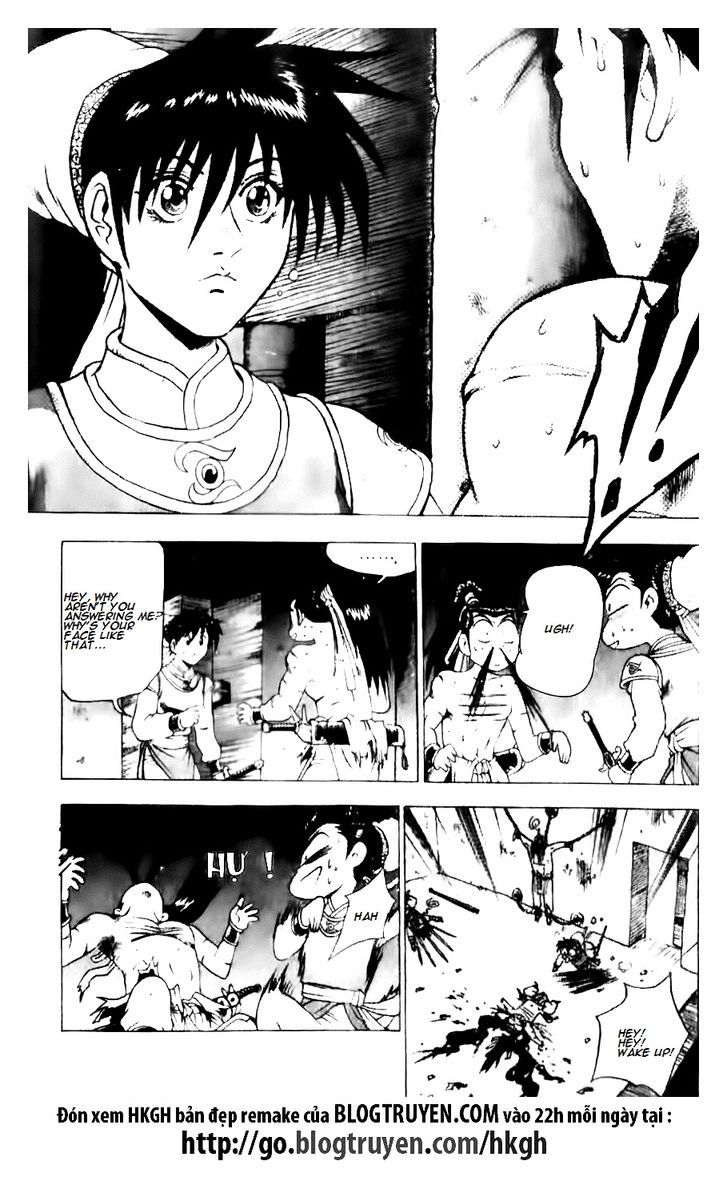 HEY, WHY
AREN'T YOU
ANSWERING ME?
WHY'S YOUR
FACE LIKE
THAT...
.......
UGH!
HỰ !
HAH
HEY!
HEY!
WAKE UP!
Đón xem HKGH bản đẹp remake của BLOGTRUYEN.COM vào 22h mỗi ngày tại :
http://go.blogtruyen.com/hkgh